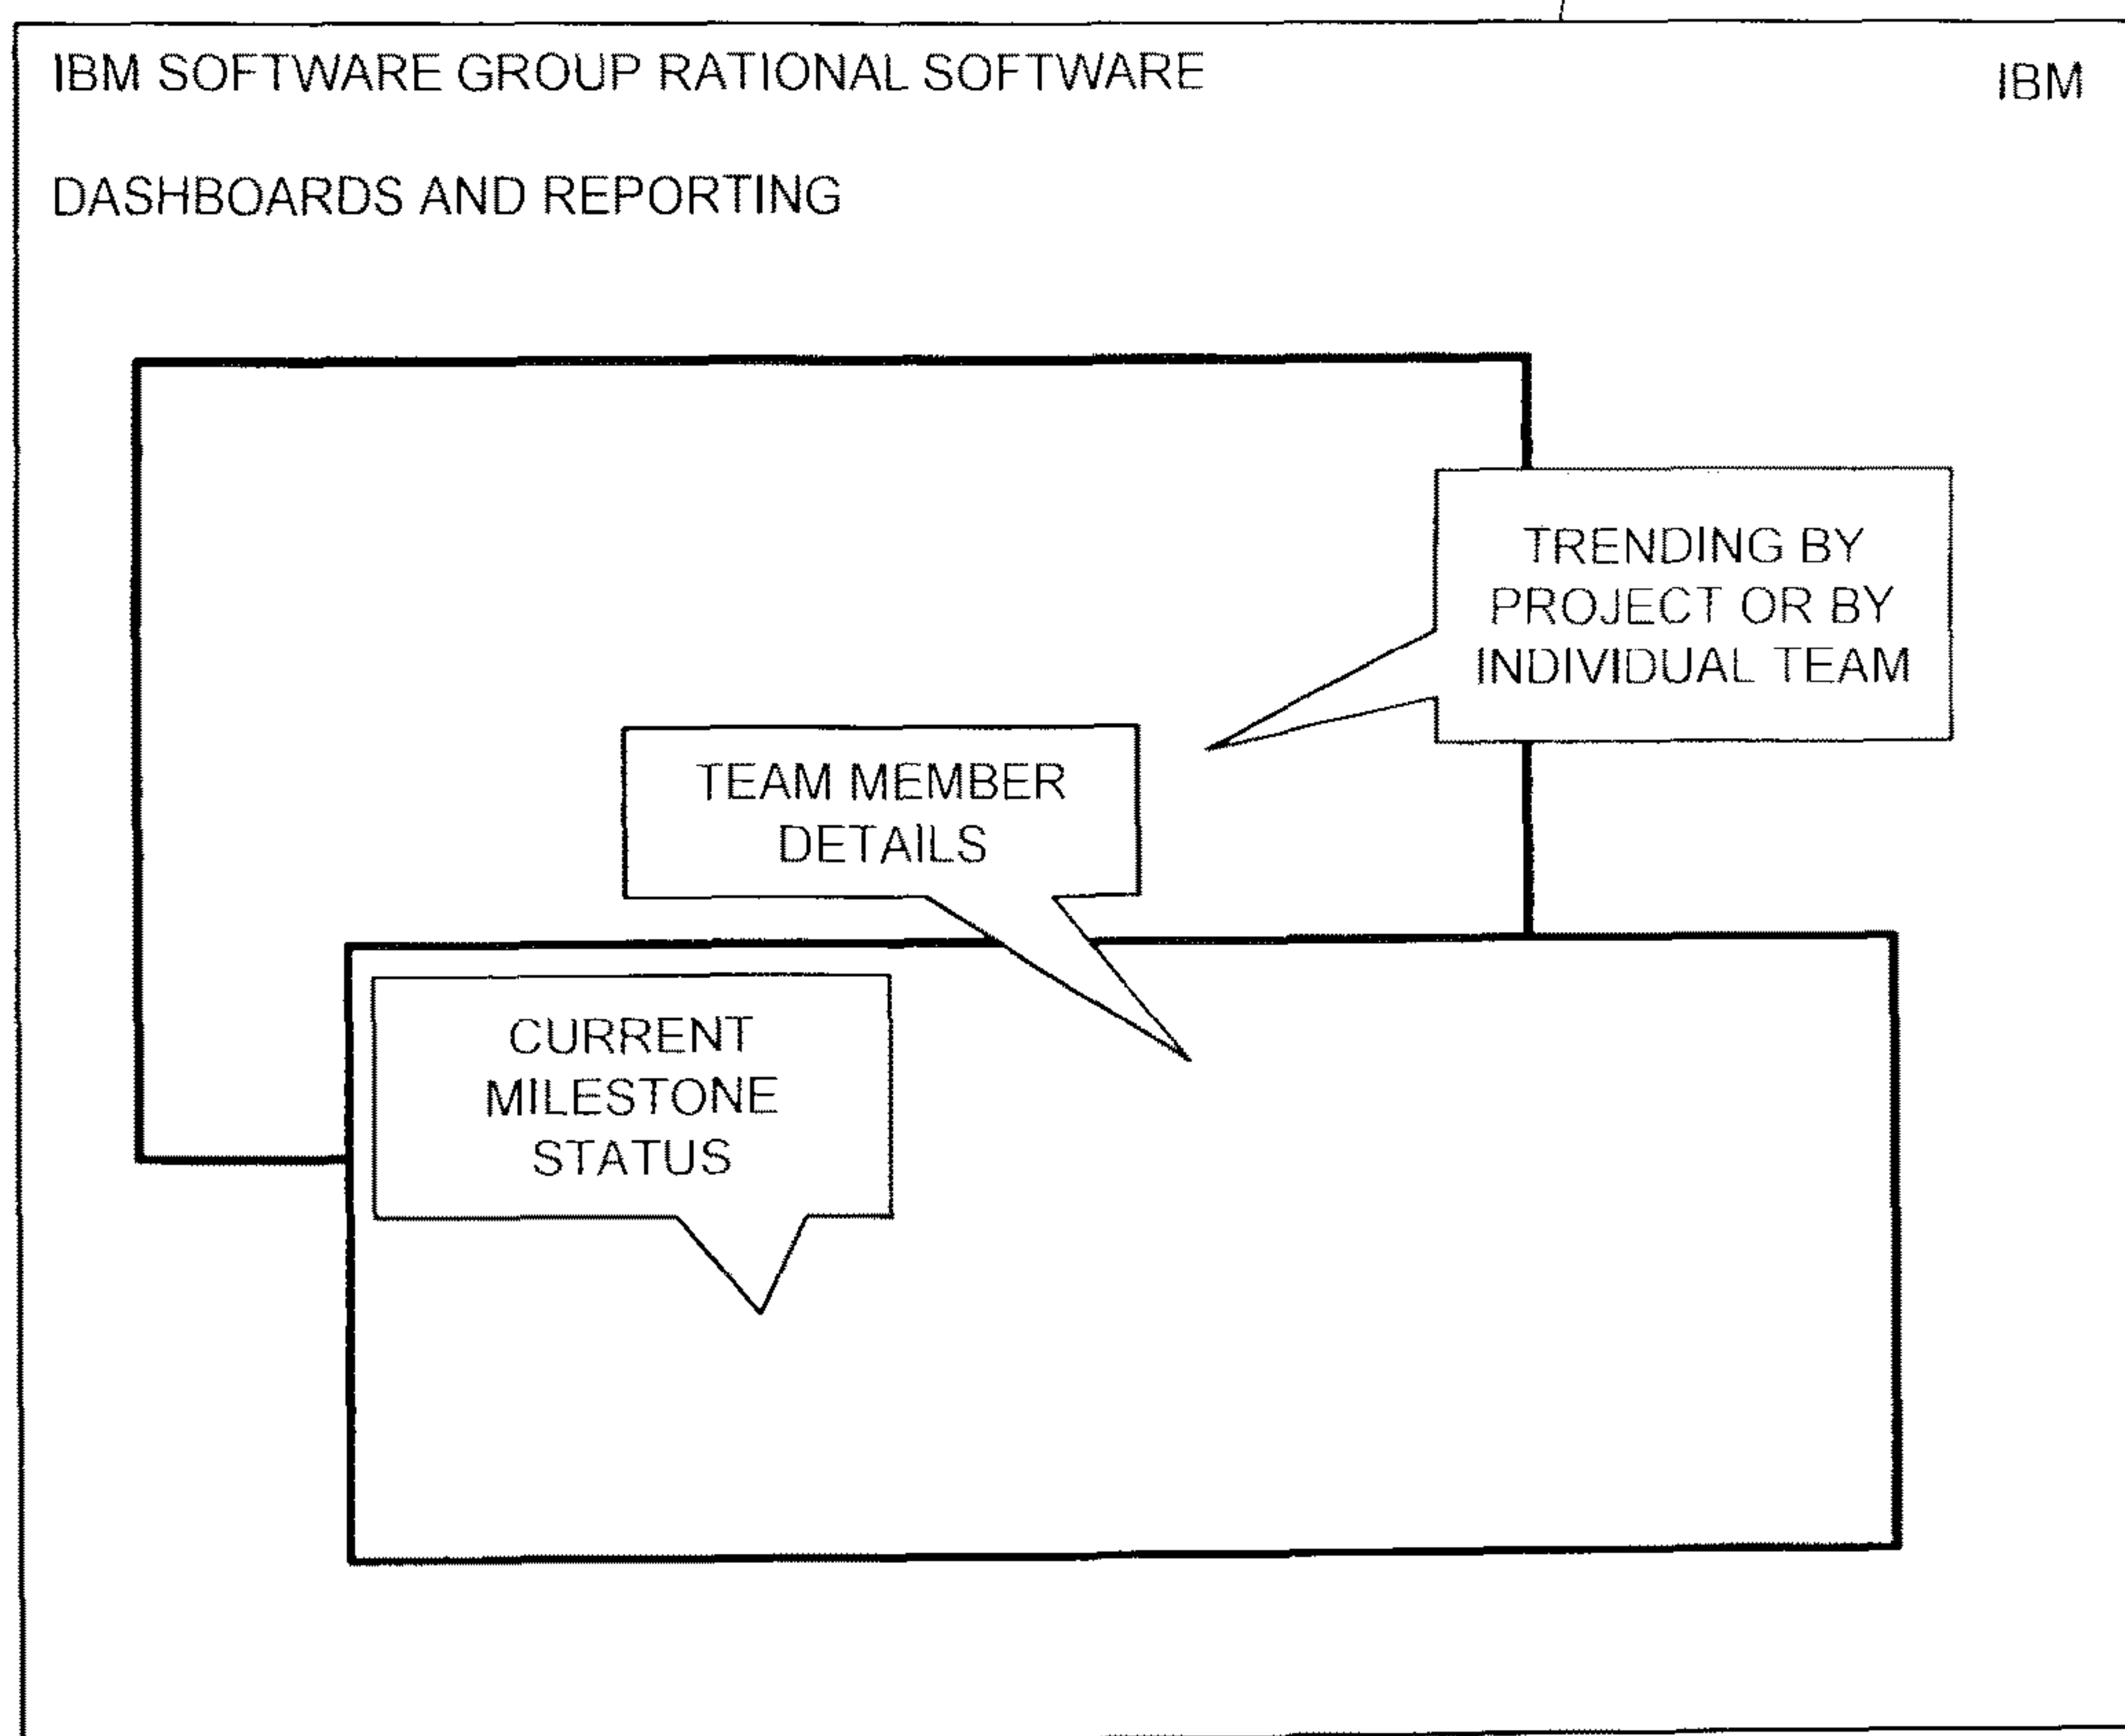 IBM SOFTWARE GROUP RATIONAL SOFTWARE
IBM
DASHBOARDS AND REPORTING
TRENDING BY
PROJECT OR BY
INDIVIDUAL TEAM
TEAM MEMBER
DETAILS
CURRENT
MILESTONE
STATUS